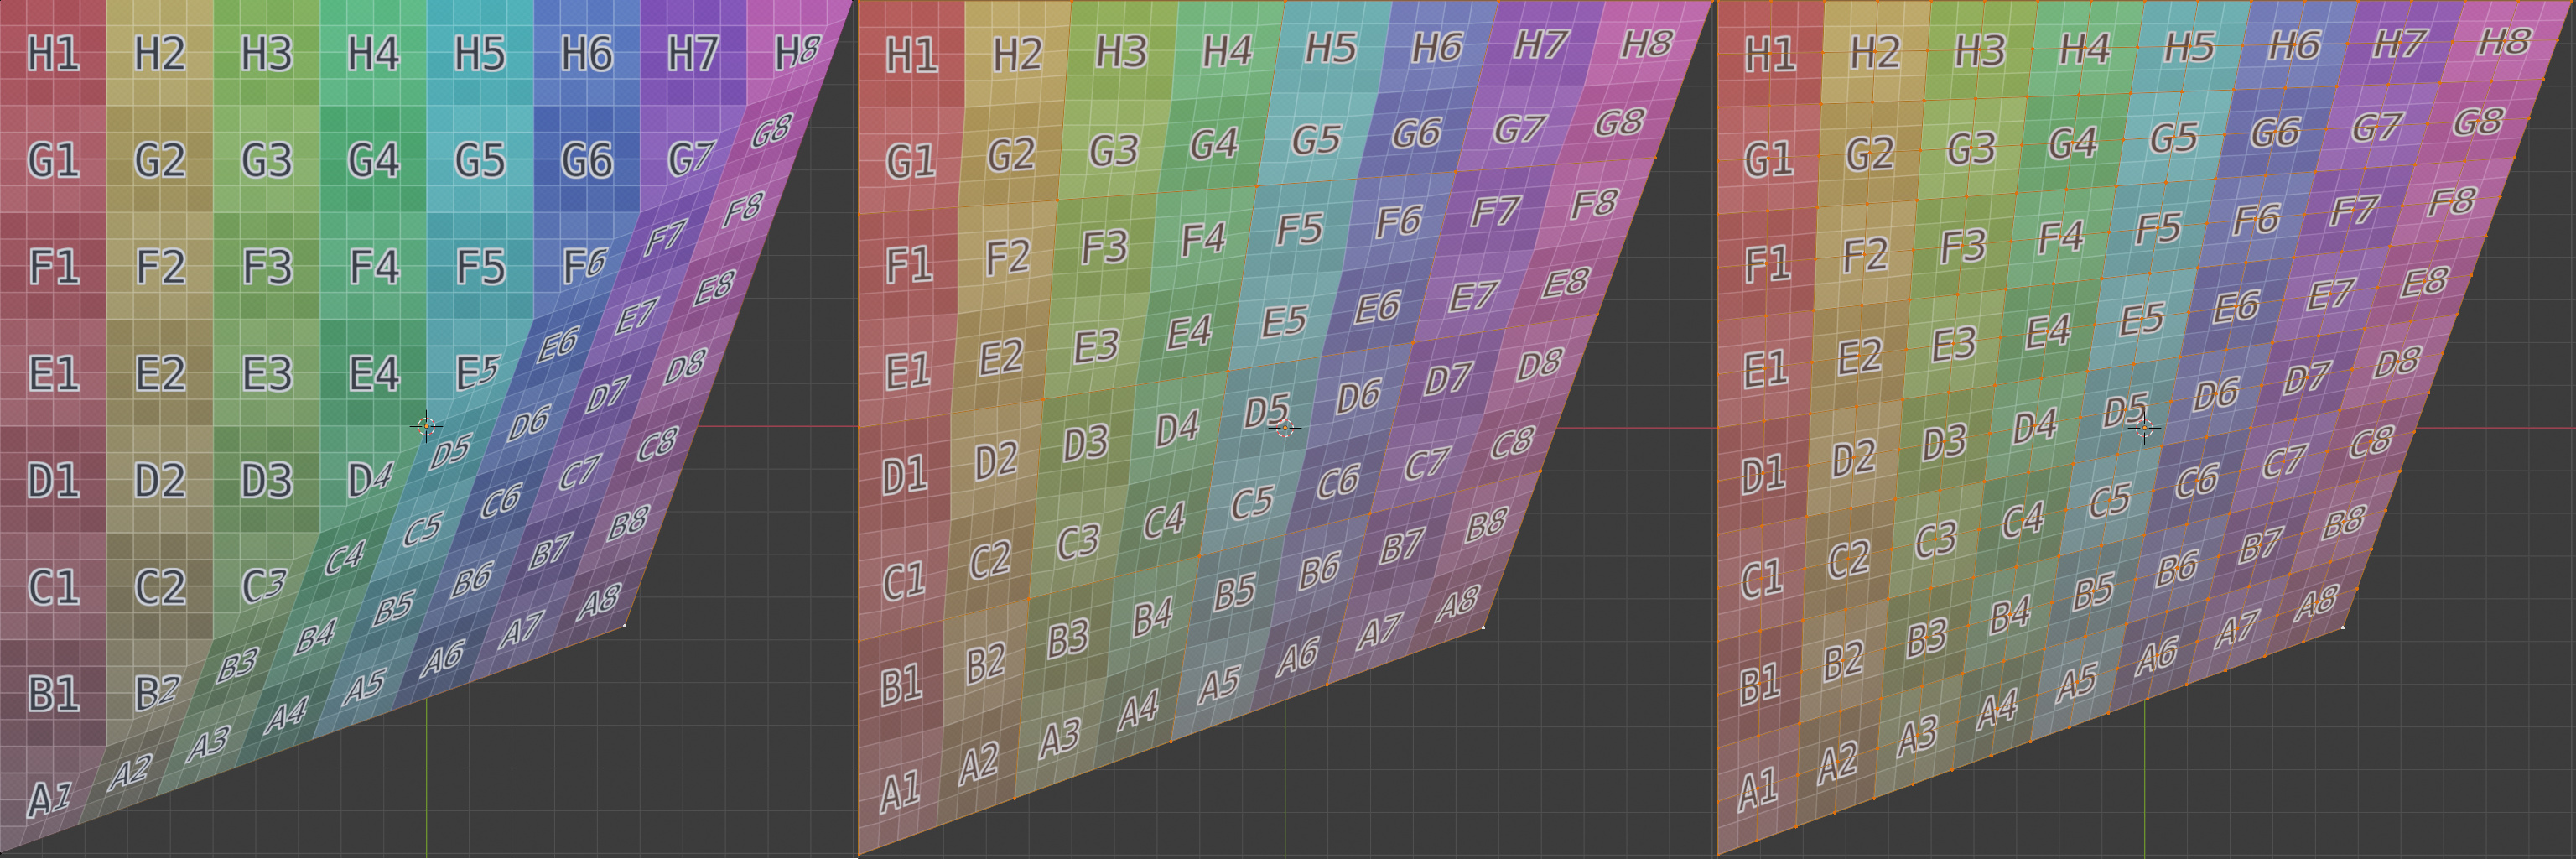 H1 H2 H3 H4 H5 H6 H7 H8 H1 H2 H3 H4 H5 H6 H7 H8 H1 H2 H3 H4 H5 H6 H7 H8
G1 G2 G3 G4 G5 G6 G7 G8 G1 G2 G3 G4 G5 G6 G7 G8 G1 G2 G3 G4 G5 G6 G7 G8
F1 F2 F3 F4 F5 F6 F7 F8 F1 F2 F3 F4 F5 F6 F7 F8 F1 F2 F3 F4 F5 F6 F7 F8
E1 E2 E3 E4 E5 E6 E7 E8 E1 E2 E3 E4 E5 E6 E7 E8 E1 E2 E3 E4 E5 E6 E7 E8
D1 D2 D3 D4 D5 D6 D7 D8 D1 D2 D3 D4 D5 D6 D7 D8 D1 D2 D3 D4 D5 D6 D7 D8
C1 C2 C3 C4 C5 C6 C7 C8 C1 C2 C3 C4 C5 C6 C7 C8 C1 C2 C3 C4 C5 C6 C7 C8
B1 B2 B3 B4 B5 B6 B7 B8 B1 B2 B3 B4 B5 B6 B7 B8 B1 B2 B3 B4 B5 B6 B7 B8
A1 A2 A3 A4 A5 A6 A7 A8 A1 A2 A3 A4 A5 A6 A7 A8 A1 A2 A3 A4 A5 A6 A7 A8